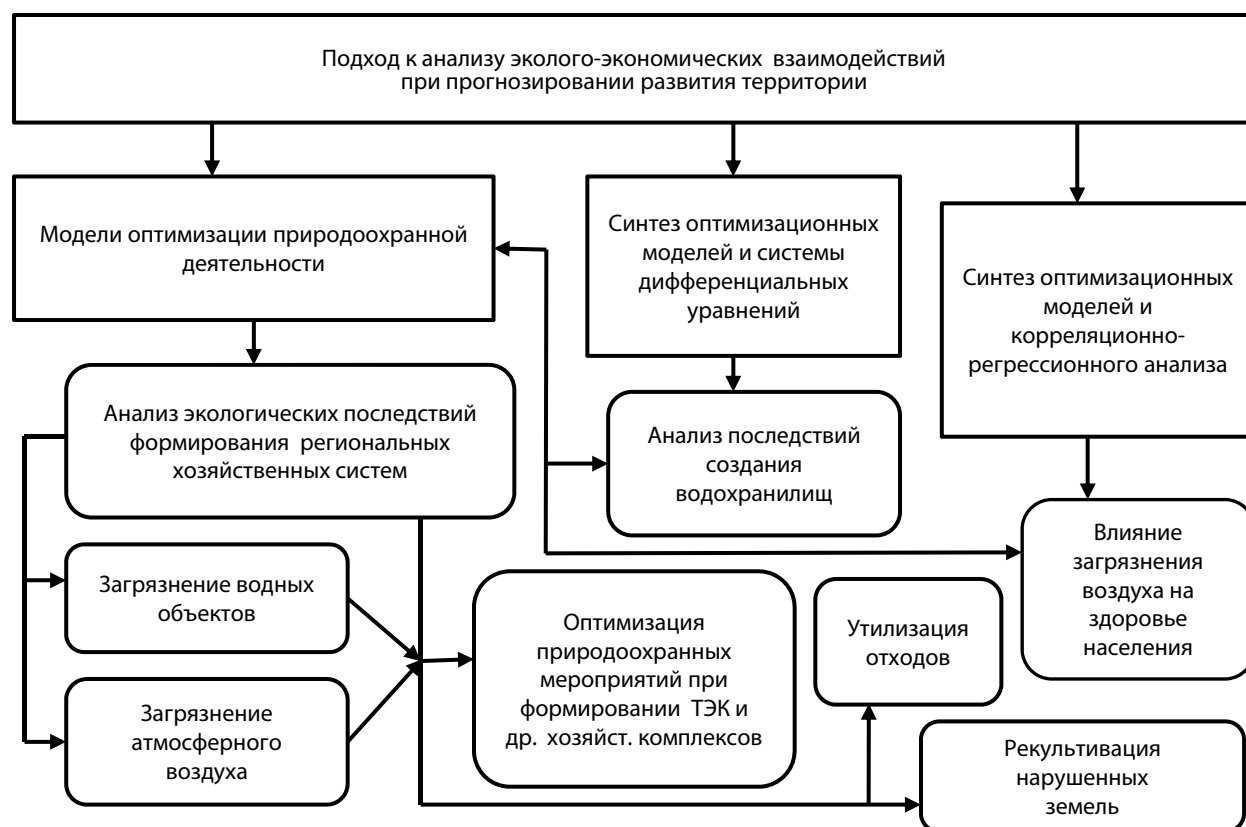 Подход к анализу эколого-экономических взаимодействий
при прогнозировании развития территории
Модели оптимизации природоохранной
деятельности
Синтез оптимизационных
моделей и системы
дифференциальных
уравнений
Синтез оптимизационных
моделей и
корреляционно-
регрессионного анализа
Анализ экологических последствий
формирования региональных
хозяйственных систем
Анализ последствий
создания
водохранилищ
Влияние
загрязнения
воздуха на
здоровье
населения
Загрязнение водных
объектов
Оптимизация
природоохранных
мероприятий при
формировании ТЭК и
др. хозяйст. комплексов
Утилизация
отходов
Загрязнение
атмосферного
воздуха
Рекультивация
нарушенных
земель